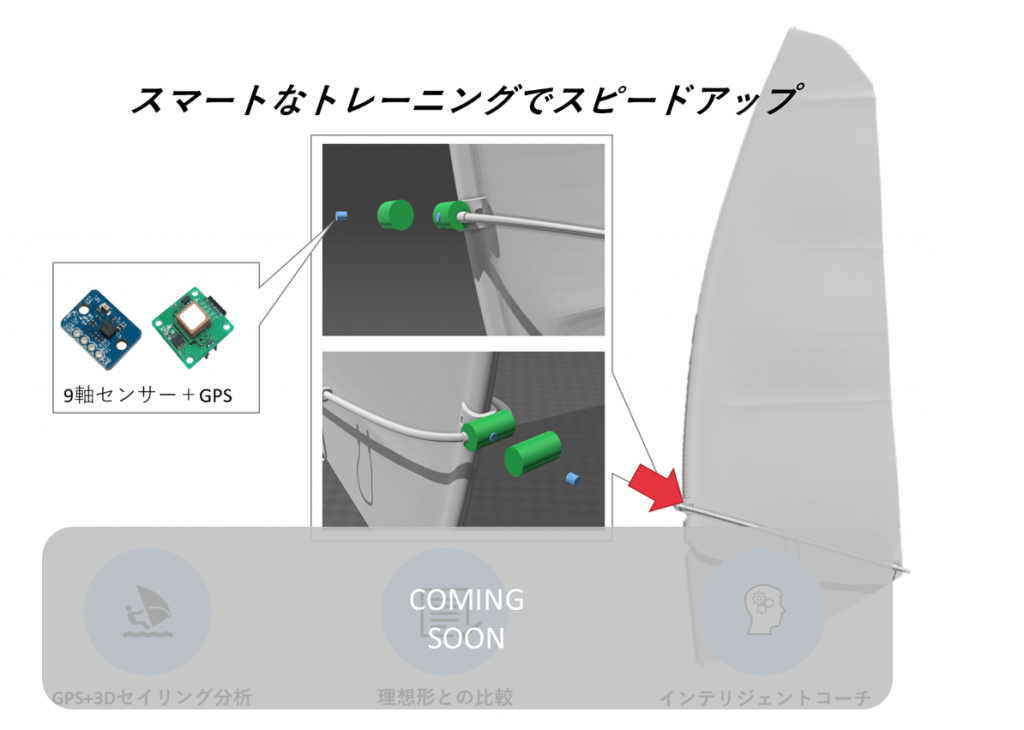 スマートなトレーニングでスピードアップ
9軸センサー＋GPS
COMING
SOON
GPS+3Dセイリング分析
理想形との比較
インテリジェントコーチ